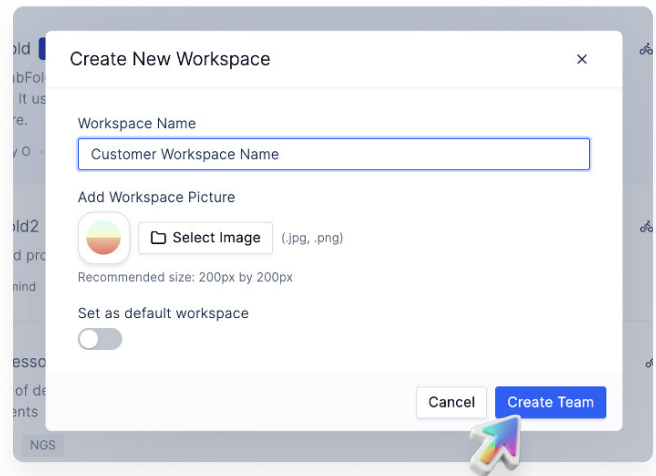 Create New Workspace
Workspace Name
Customer Workspace Name
Add Workspace Picture
Select Image (.jpg, .png)
Recommended size: 200px by 200px
Set as default workspace
Cancel Create Team
NGS